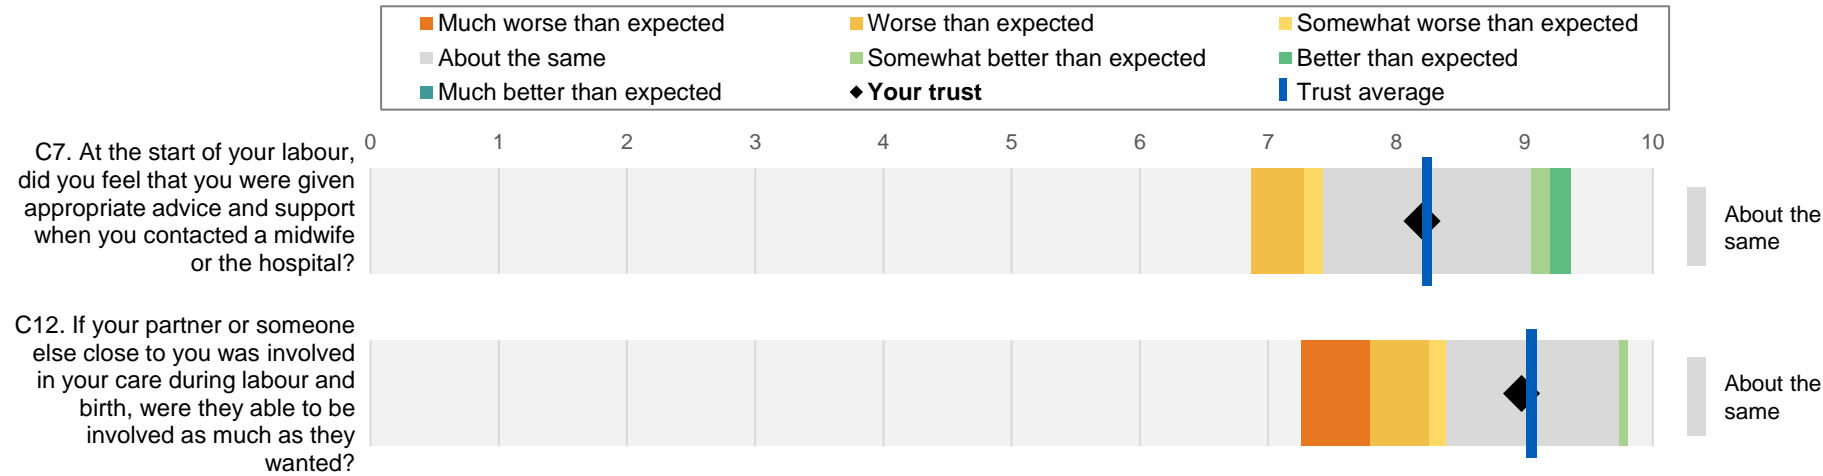 Much worse than expected
Worse than expected
Somewhat worse than expected
About the same
Somewhat better than expected
Better than expected
Much better than expected
Your trust
Trust average
0 1 2 3 4 5 6 7 8 9 10
C7. At the start of your labour,
did you feel that you were given
appropriate advice and support
when you contacted a midwife
or the hospital?
About the
same
C12. If your partner or someone
else close to you was involved
in your care during labour and
birth, were they able to be
involved as much as they
wanted?
About the
same